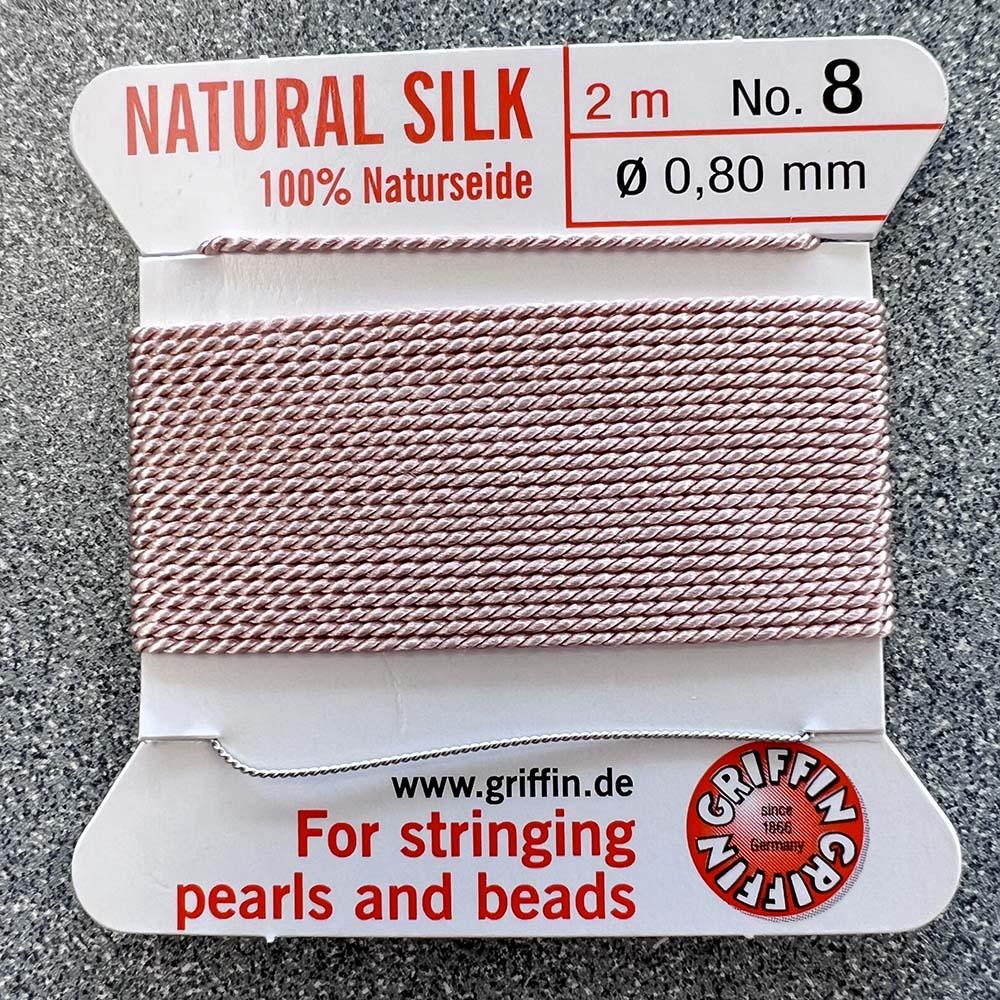 NATURAL SILK
100% Naturseide
2 m No. 8
Ø 0,80 mm
www.griffin.de
For stringing
pearls and beads
GRIFFIN GRIFFIN
since
1866
Germany